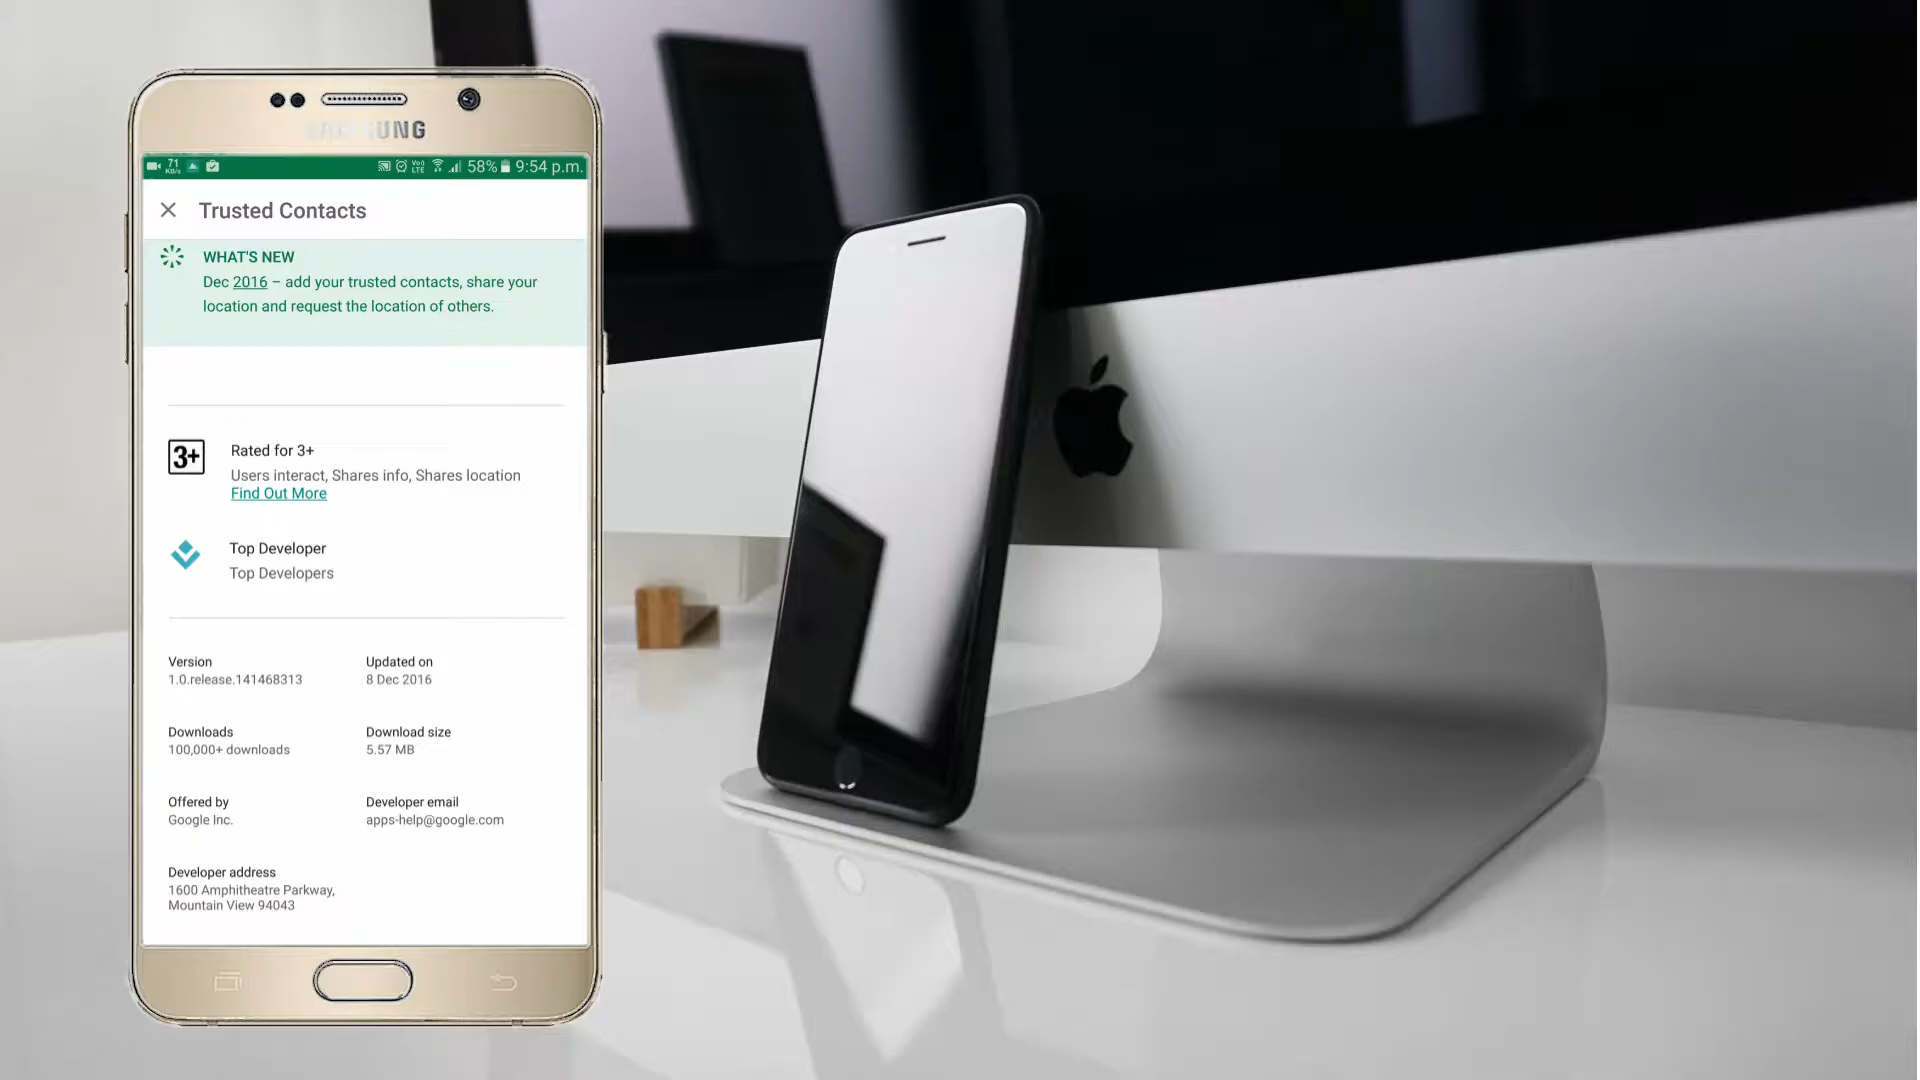 SAMSUNG
71
KB/s
Vo))
LTE
58%
9:54 p.m.
Trusted Contacts
WHAT'S NEW
Dec 2016 – add your trusted contacts, share your
location and request the location of others.
3+
Rated for 3+
Users interact, Shares info, Shares location
Find Out More
Top Developer
Top Developers
Version
1.0.release.141468313
Updated on
8 Dec 2016
Downloads
100,000+ downloads
Download size
5.57 MB
Offered by
Google Inc.
Developer email
apps-help@google.com
Developer address
1600 Amphitheatre Parkway,
Mountain View 94043